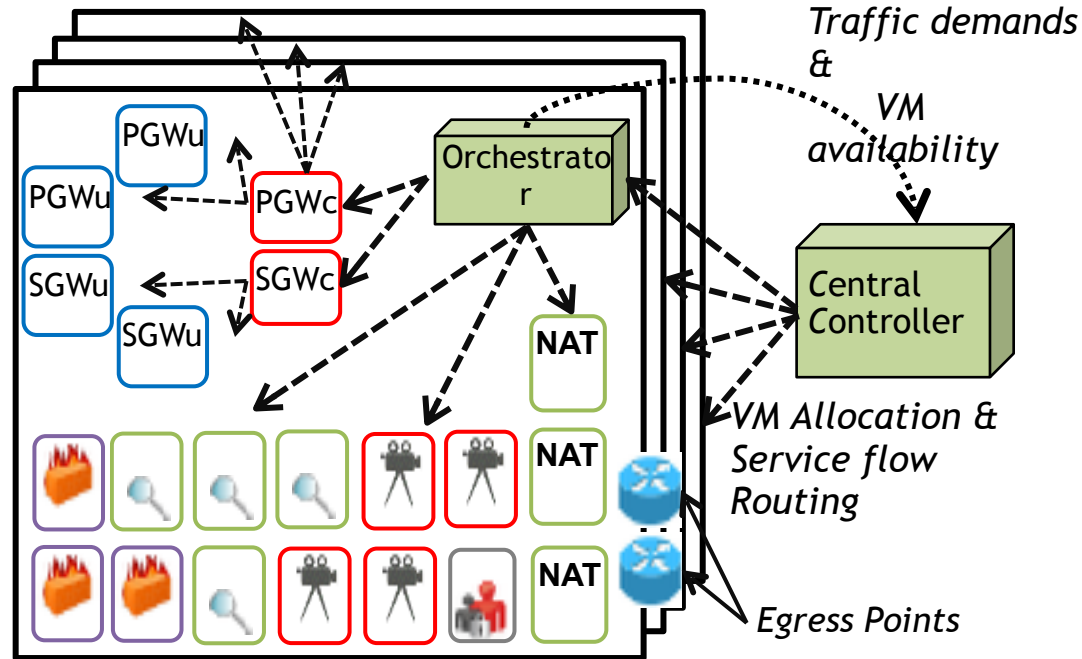 Traffic demands
&
VM
availability
PGWu
Orchestrato
r
PGWu
PGWc
SGWu
SGWc
Central
Controller
SGWu
NAT
VM Allocation &
Service flow
Routing
NAT
NAT
Egress Points